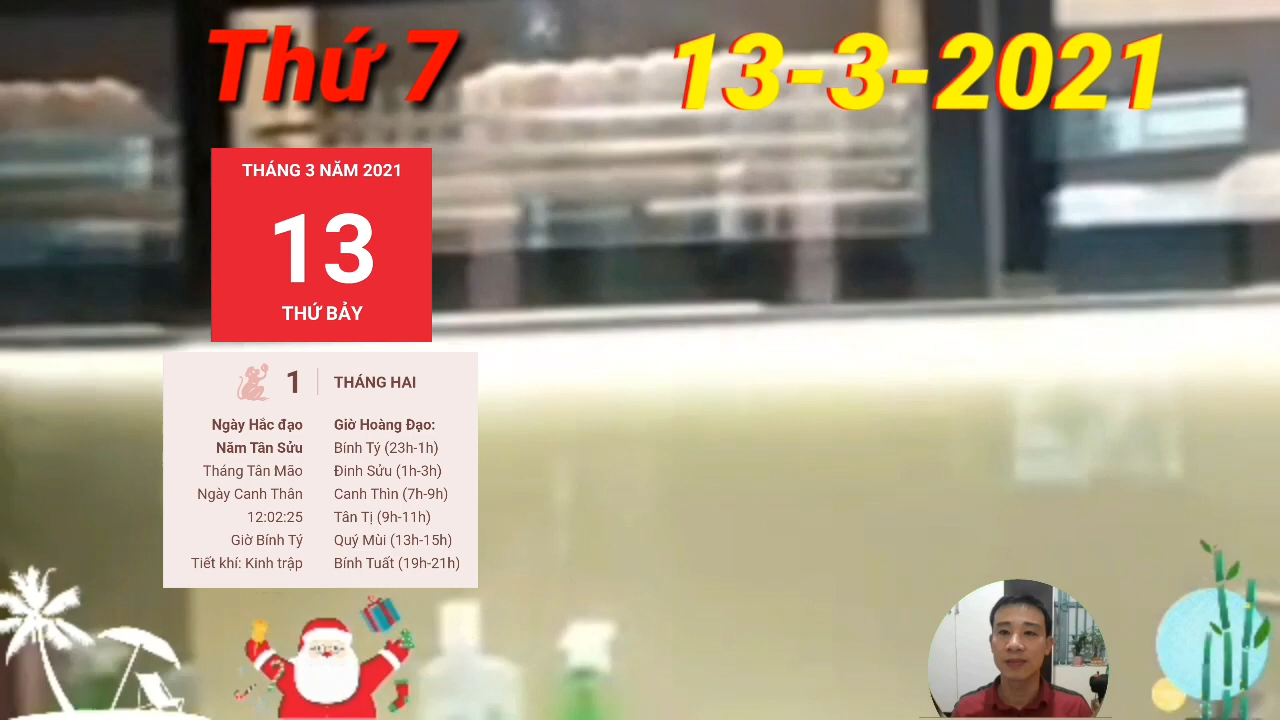 Thứ 7
13-3-2021
THÁNG 3 NĂM 2021
13
THỨ BẢY
1
THÁNG HAI
Ngày Hắc đạo
Năm Tân Sửu
Tháng Tân Mão
Ngày Canh Thân
12:02:25
Giờ Bính Tý
Tiết khí: Kinh trập
Giờ Hoàng Đạo:
Bính Tý (23h-1h)
Đinh Sửu (1h-3h)
Canh Thìn (7h-9h)
Tân Tị (9h-11h)
Quý Mùi (13h-15h)
Bính Tuất (19h-21h)